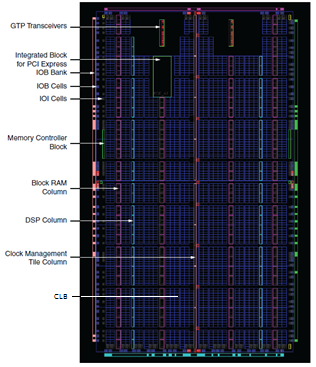 GTP Transceivers
Integrated Block
for PCI Express
IOB Bank
IOB Cells
IOI Cells
Memory Controller
Block
Block RAM
Column
DSP Column
Clock Management
Tile Column
CLB